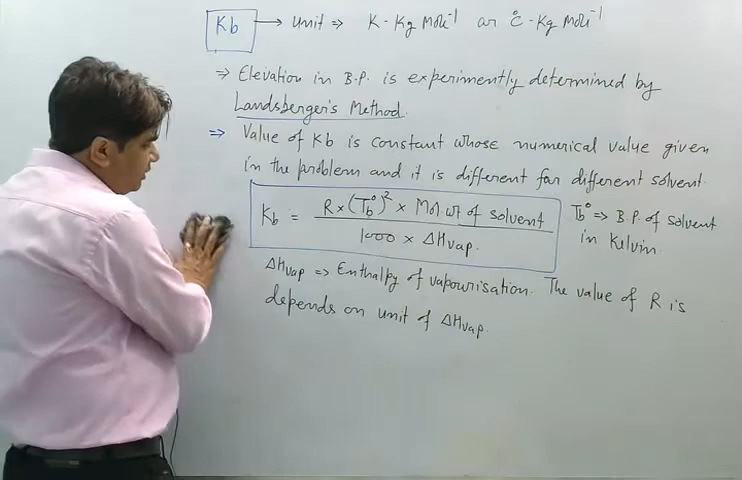 Kb → Unit ⇒ K-Kg Mole⁻¹ or °C-Kg Mole⁻¹
⇒ Elevation in B.P. is experimently determined by
Landsberger's Method.
⇒ Value of Kb is constant whose numerical value given
in the problem and it is different for different solvent.
Kb = R×(Tb°)² × Mol. wt of solvent / 1000 × ΔHvap.
Tb° ⇒ B.P. of solvent
in Kelvin
ΔHvap ⇒ Enthalpy of vapourisation. The value of R is
depends on unit of ΔHvap.